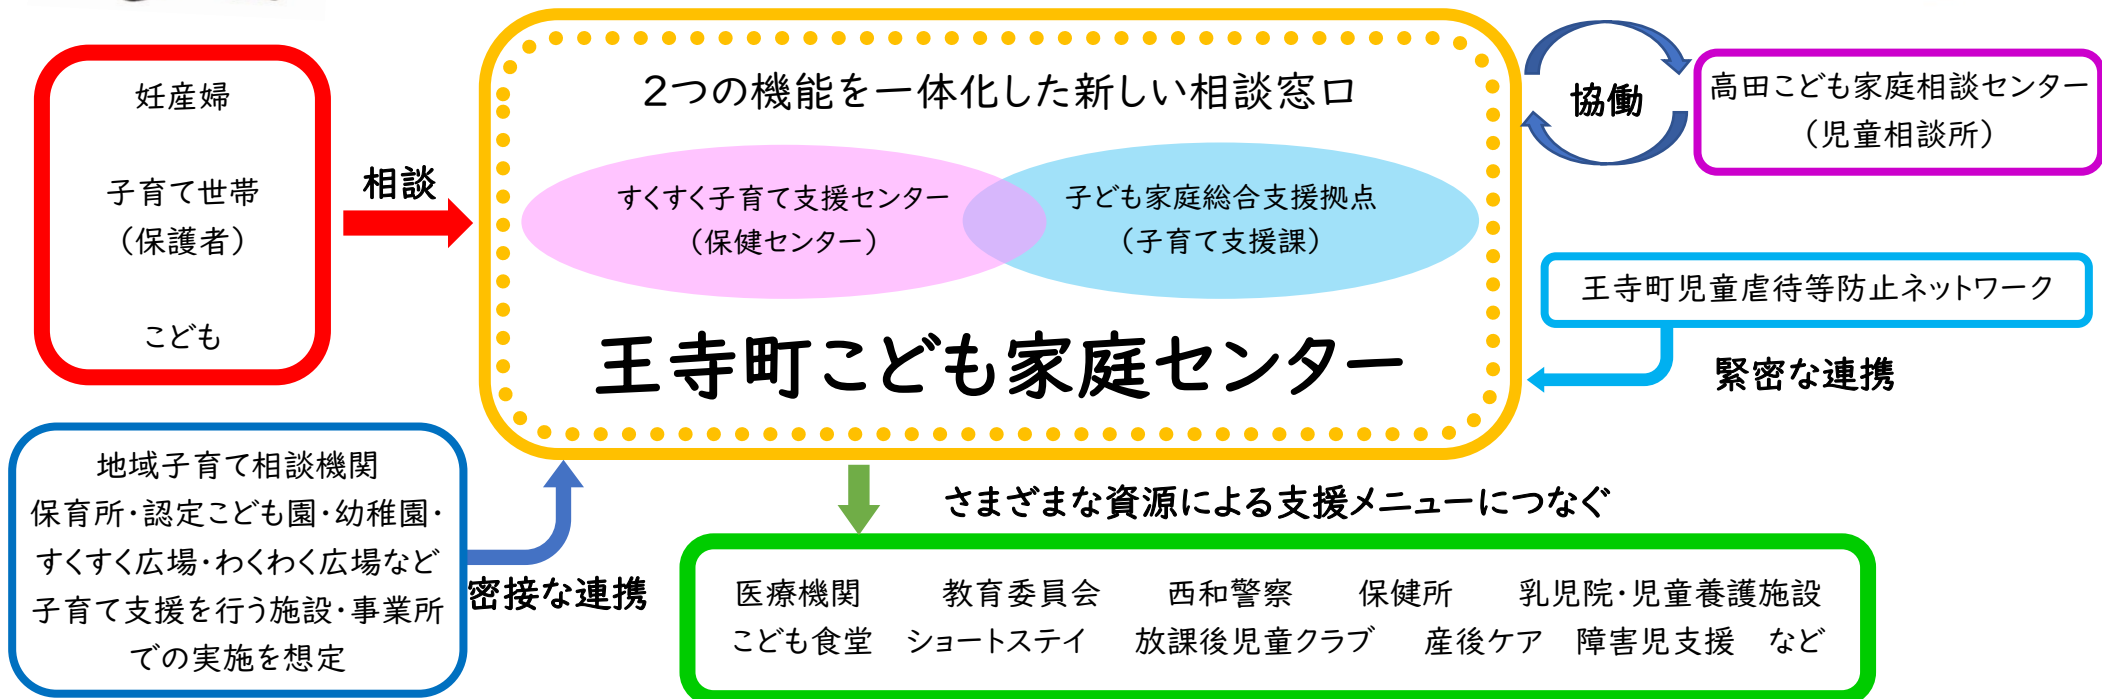 妊産婦
子育て世帯
（保護者）
こども
相談
2つの機能を一体化した新しい相談窓口
すくすく子育て支援センター
（保健センター）
子ども家庭総合支援拠点
（子育て支援課）
王寺町こども家庭センター
協働
高田こども家庭相談センター
（児童相談所）
王寺町児童虐待等防止ネットワーク
緊密な連携
地域子育て相談機関
保育所・認定こども園・幼稚園・
すくすく広場・わくわく広場など
子育て支援を行う施設・事業所
での実施を想定
密接な連携
さまざまな資源による支援メニューにつなぐ
医療機関 教育委員会 西和警察 保健所 乳児院・児童養護施設
こども食堂 ショートステイ 放課後児童クラブ 産後ケア 障害児支援 など